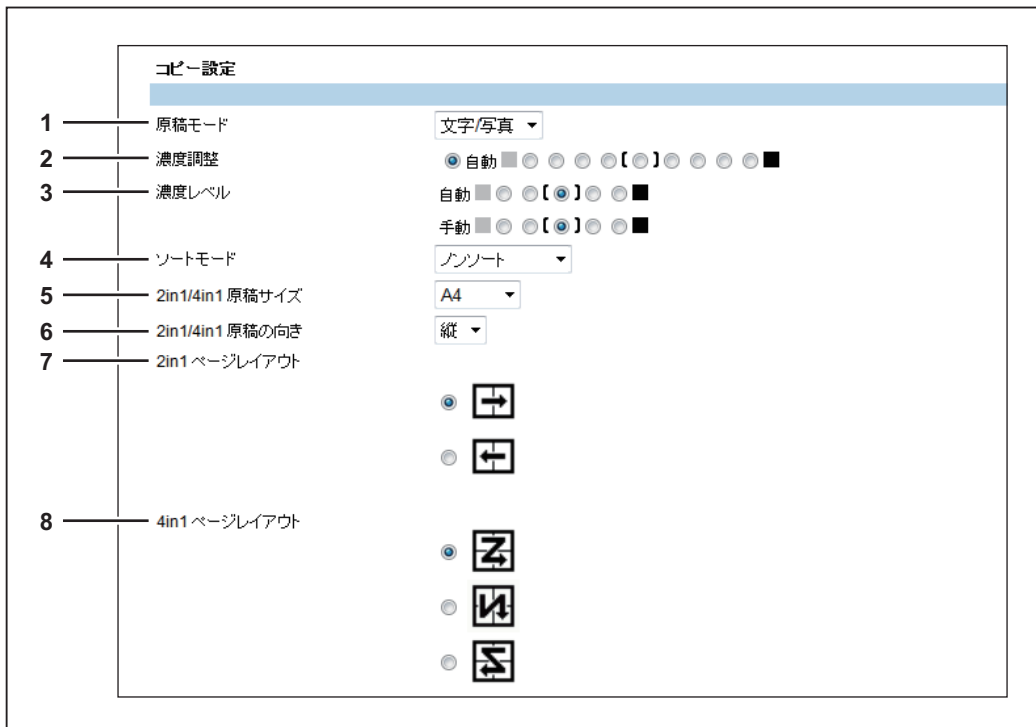 コピー設定
1 原稿モード 文字/写真
2 濃度調整 自動 [ ]
3 濃度レベル 自動 [ ]
手動 [ ]
4 ソートモード ノンソート
5 2in1/4in1 原稿サイズ A4
6 2in1/4in1 原稿の向き 縦
7 2in1 ページレイアウト
8 4in1 ページレイアウト